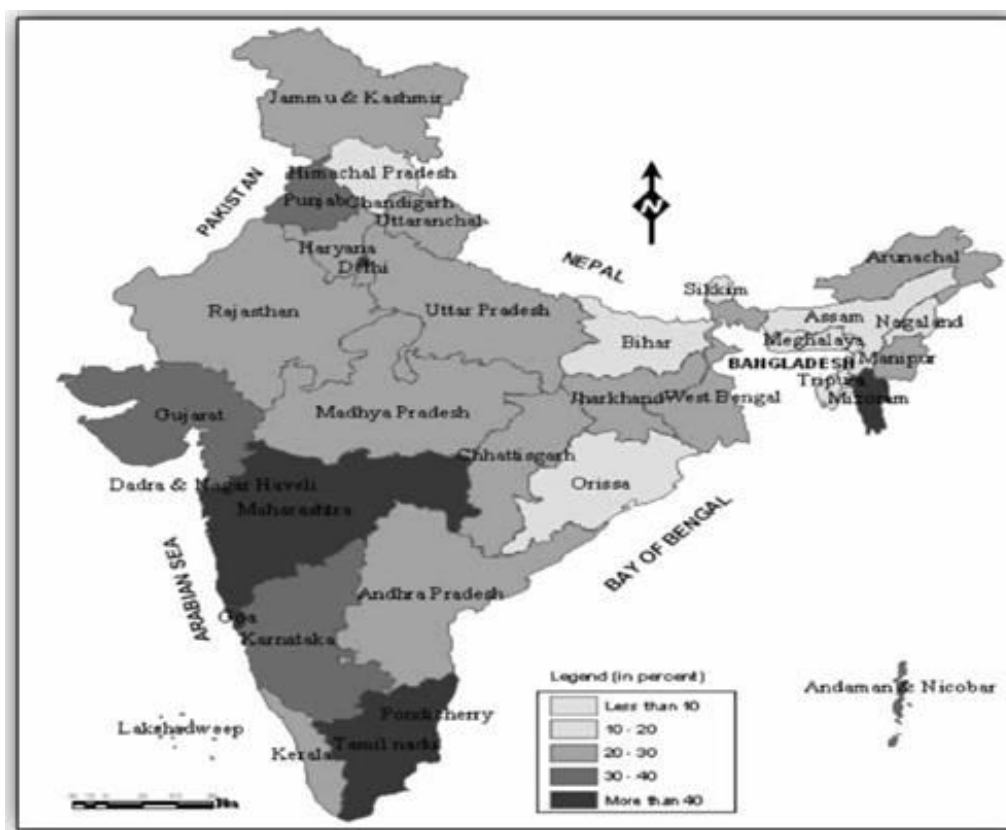 Jammu & Kashmir
Himachal Pradesh
PAKISTAN
Punjab
Chandigarh
Uttaranchal
Haryana
Delhi
NEPAL
N
Arunachal
Sikkim
Rajasthan
Uttar Pradesh
Assam
Nagaland
Bihar
Meghalaya
BANGLADESH
Manipur
Tripura
Mizoram
Gujarat
Madhya Pradesh
Jharkhand
West Bengal
Chhattisgarh
Dadra & Nagar Haveli
Maharashtra
Orissa
BAY OF BENGAL
ARABIAN SEA
Andhra Pradesh
Goa
Karnataka
Legend (in percent)
Less than 10
10 - 20
20 - 30
30 - 40
More than 40
Andaman & Nicobar
Pondicherry
Lakshadweep
Tamil nadu
Kerala